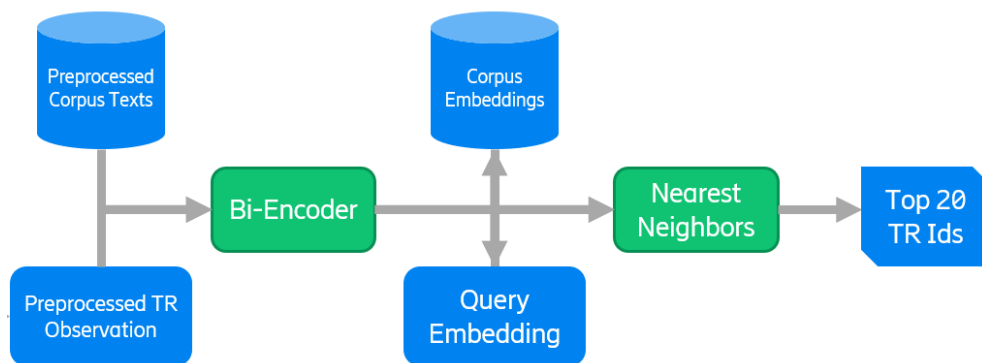 Preprocessed
Corpus Texts
Corpus
Embeddings
Bi-Encoder
Nearest
Neighbors
Top 20
TR Ids
Preprocessed TR
Observation
Query
Embedding